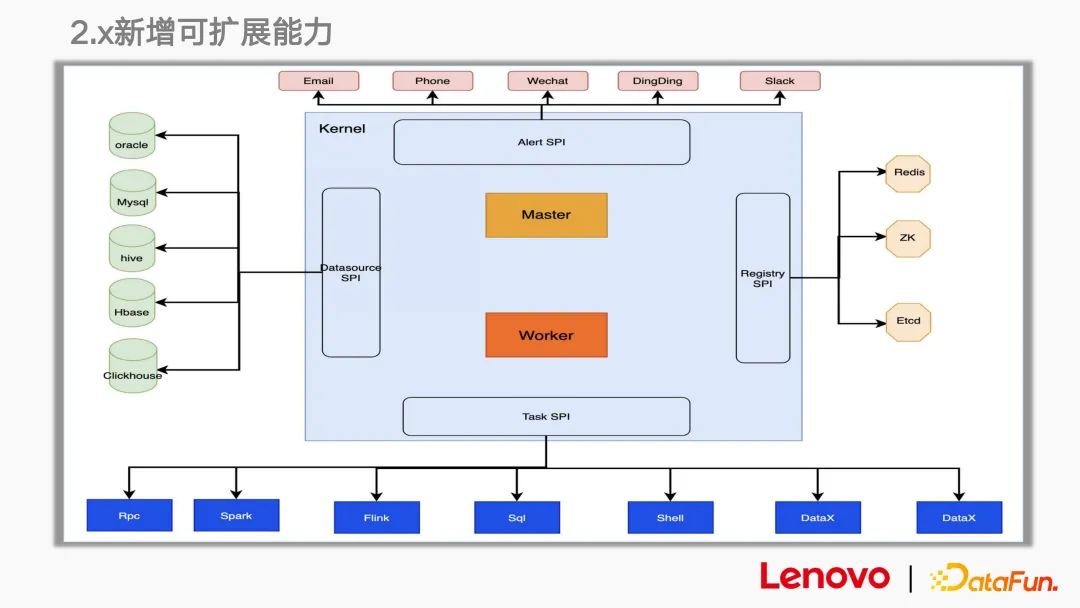 2.x新增可扩展能力
Email
Phone
Wechat
DingDing
Slack
Kernel
Alert SPI
oracle
Mysql
hive
Hbase
Clickhouse
Datasource
SPI
Master
Worker
Registry
SPI
Redis
ZK
Etcd
Task SPI
Rpc
Spark
Flink
Sql
Shell
DataX
DataX
Lenovo
DataFun.